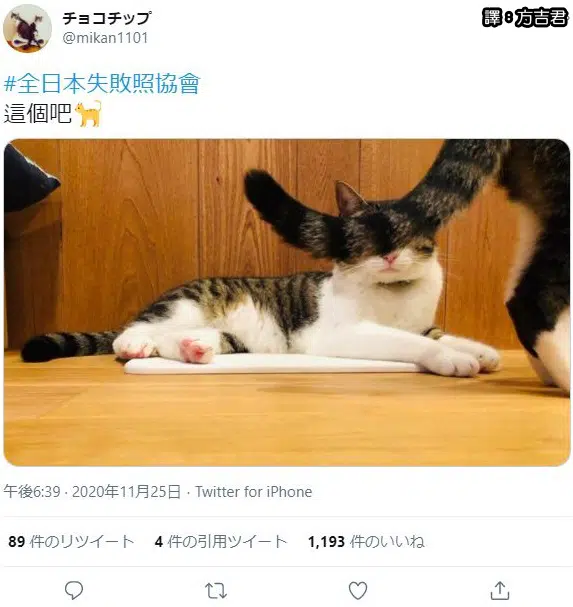 チョコチップ
@mikan1101
譯8方吉君
#全日本失敗照協會
這個吧🐈
午後6:39 · 2020年11月25日 · Twitter for iPhone
89 件のリツイート 4 件の引用ツイート 1,193 件のいいね